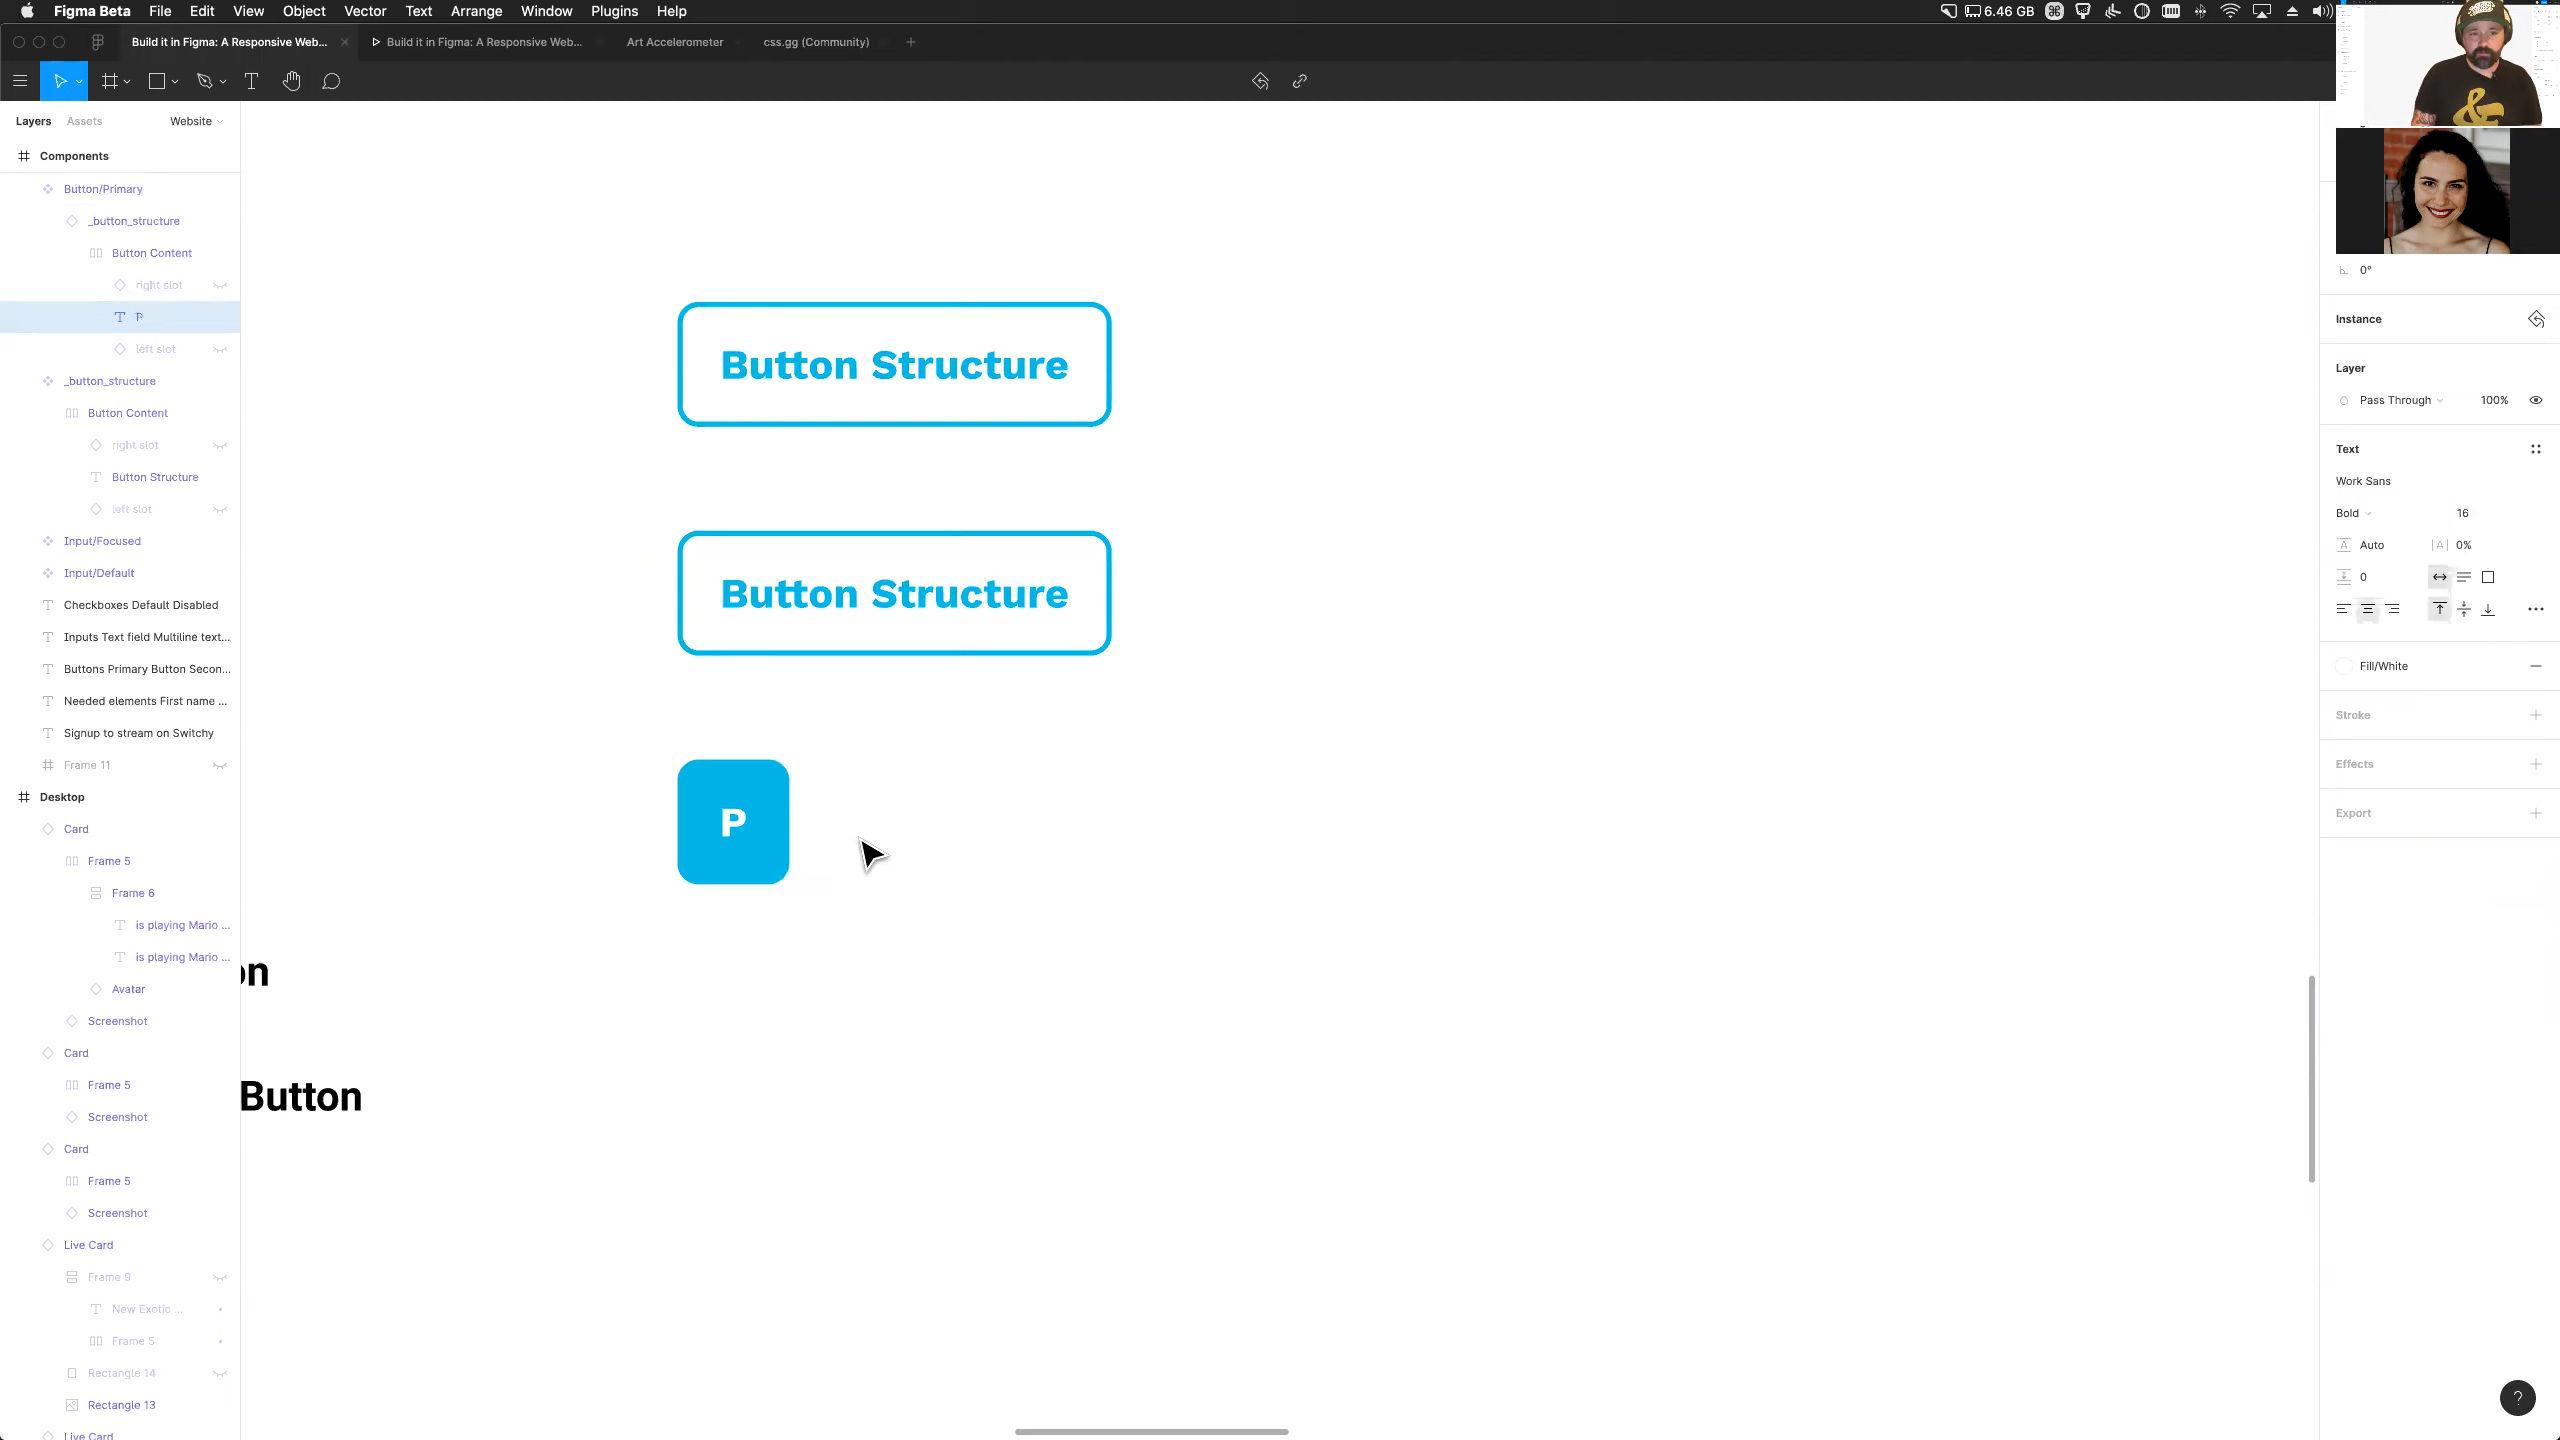 Figma Beta File Edit View Object Vector Text Arrange Window Plugins Help 6.46 GB
Build it in Figma: A Responsive Web... Build it in Figma: A Responsive Web... Art Accelerometer css.gg (Community)
Layers Assets Website
Components
Button/Primary
_button_structure
Button Content
right slot
P
left slot
_button_structure
Button Content
right slot
Button Structure
left slot
Input/Focused
Input/Default
Checkboxes Default Disabled
Inputs Text field Multiline text...
Buttons Primary Button Secon...
Needed elements First name ...
Signup to stream on Switchy
Frame 11
Desktop
Card
Frame 5
Frame 6
is playing Mario ...
is playing Mario ...
Avatar
Screenshot
Card
Frame 5
Screenshot
Card
Frame 5
Screenshot
Live Card
Frame 9
New Exotic ...
Frame 5
Rectangle 14
Rectangle 13
Live Card
Button Structure
Button Structure
P
on
Button
0°
Instance
Layer
Pass Through 100%
Text
Work Sans
Bold 16
Auto 0%
0
Fill/White
Stroke
Effects
Export
?